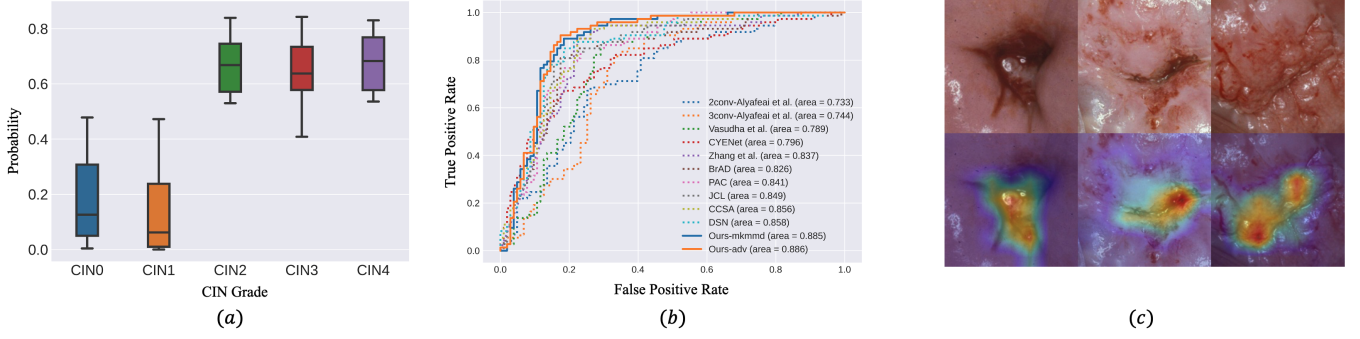 0.8
0.6
0.4
0.2
0.0
Probability
CIN0 CIN1 CIN2 CIN3 CIN4
CIN Grade
(a)
1.0
0.8
0.6
0.4
0.2
0.0
True Positive Rate
2conv-Alyafeai et al. (area = 0.733)
3conv-Alyafeai et al. (area = 0.744)
Vasudha et al. (area = 0.789)
CYENet (area = 0.796)
Zhang et al. (area = 0.837)
BrAD (area = 0.826)
PAC (area = 0.841)
JCL (area = 0.849)
CCSA (area = 0.856)
DSN (area = 0.858)
Ours-mkmmd (area = 0.885)
Ours-adv (area = 0.886)
0.0 0.2 0.4 0.6 0.8 1.0
False Positive Rate
(b)
(c)